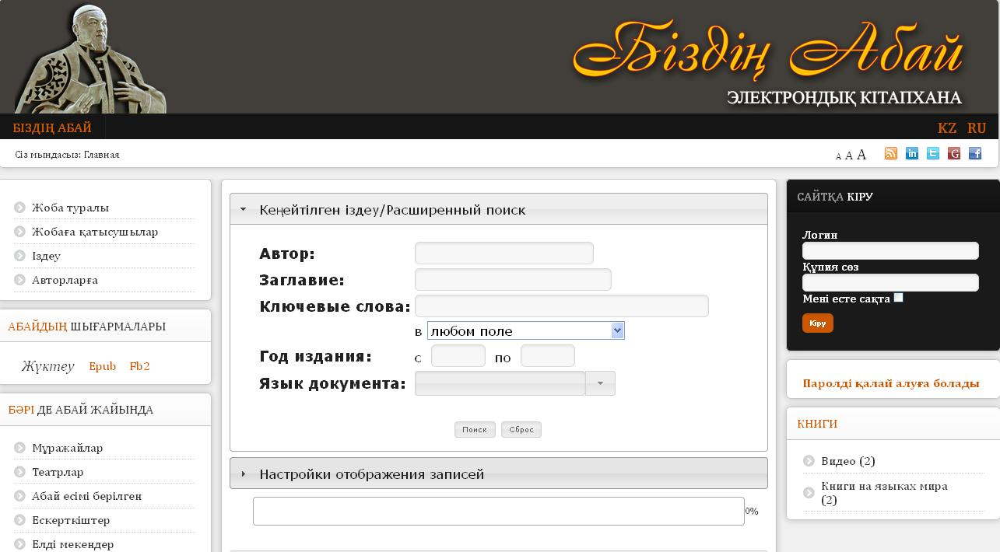 Біздің Абай
ЭЛЕКТРОНДЫҚ КІТАПХАНА
БІЗДІҢ АБАЙ
KZ RU
Сіз мындасыз: Главная
A A A
Жоба туралы
Жобаға қатысушылар
Іздеу
Авторларға
АБАЙДЫҢ ШЫҒАРМАЛАРЫ
Жүктеу Epub Fb2
БӘРІ ДЕ АБАЙ ЖАЙЫНДА
Мұражайлар
Театрлар
Абай есімі берілген
Ескерткіштер
Елді мекендер
Кеңейтілген іздеу/Расширенный поиск
Автор:
Заглавие:
Ключевые слова:
в любом поле
Год издания: с по
Язык документа:
Поиск Сброс
Настройки отображения записей
0%
САЙТҚА КІРУ
Логин
Құпия сөз
Мені есте сақта
Кіру
Паролді қалай алуға болады
КНИГИ
Видео (2)
Книги на языках мира
(2)